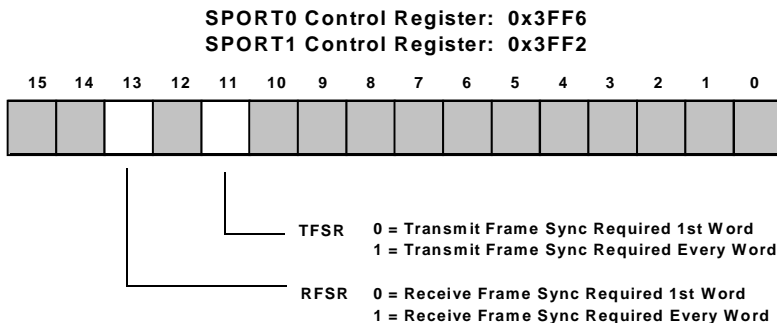 SPORT0 Control Register: 0x3FF6
SPORT1 Control Register: 0x3FF2
15 14 13 12 11 10 9 8 7 6 5 4 3 2 1 0
TFSR 0 = Transmit Frame Sync Required 1st Word
1 = Transmit Frame Sync Required Every Word
RFSR 0 = Receive Frame Sync Required 1st Word
1 = Receive Frame Sync Required Every Word